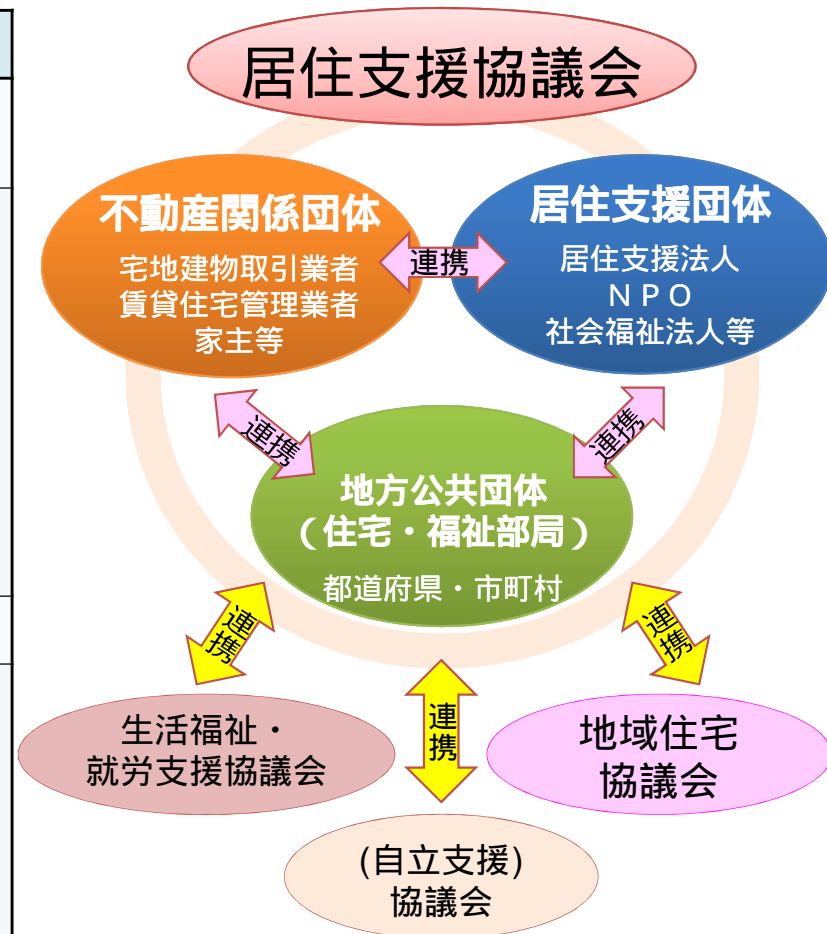 居住支援協議会
不動産関係団体
宅地建物取引業者
賃貸住宅管理業者
家主等
連携
居住支援団体
居住支援法人
ＮＰＯ
社会福祉法人等
連携
連携
地方公共団体
（住宅・福祉部局）
都道府県・市町村
連携
連携
連携
生活福祉・
就労支援協議会
地域住宅
協議会
(自立支援)
協議会